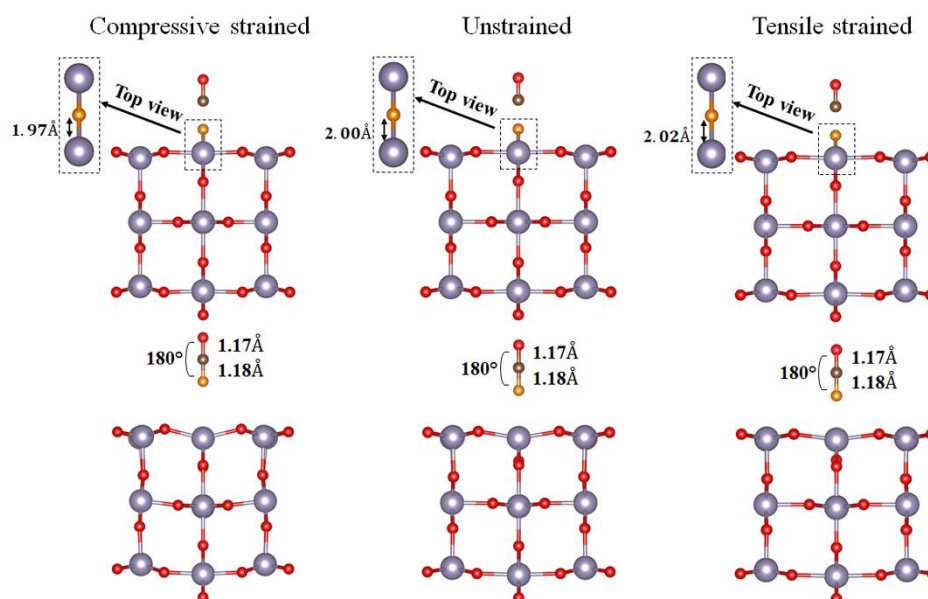 Compressive strained
Unstrained
Tensile strained
Top view
1.97Å
Top view
2.00Å
Top view
2.02Å
180°
1.17Å
1.18Å
180°
1.17Å
1.18Å
180°
1.17Å
1.18Å